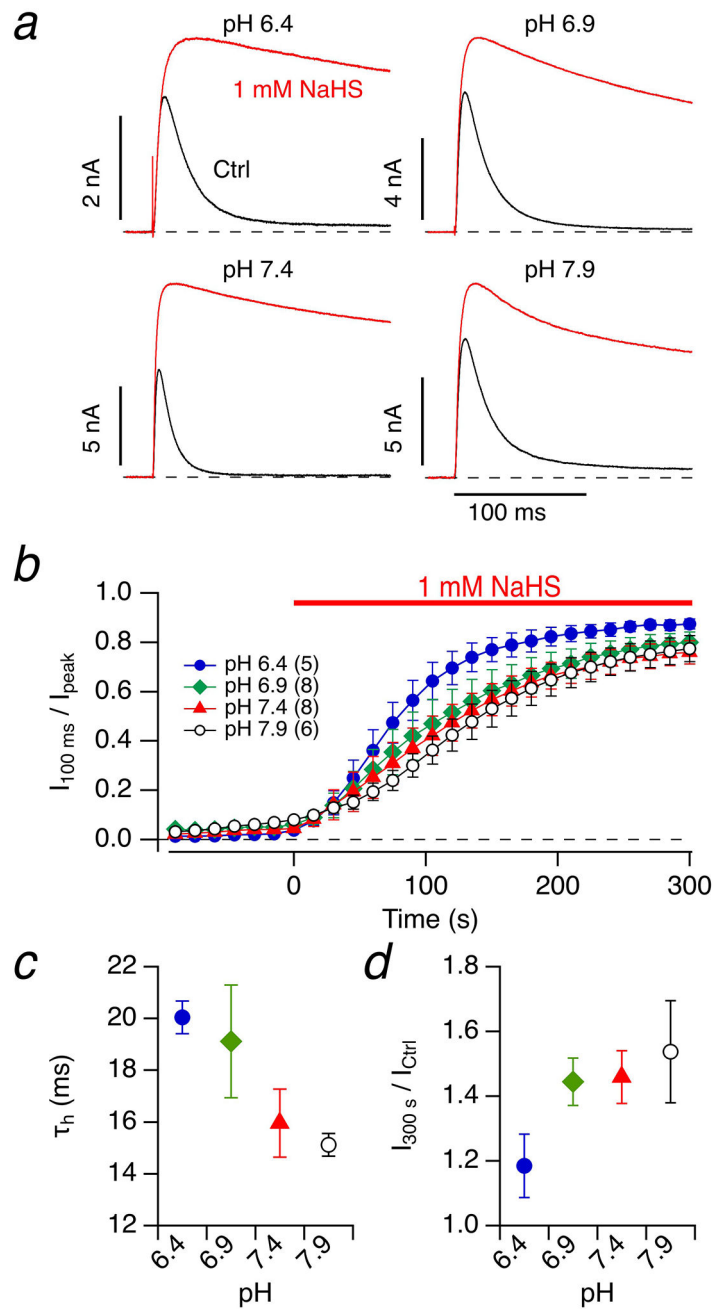 a
pH 6.4
pH 6.9
1 mM NaHS
Ctrl
2 nA
4 nA
pH 7.4
pH 7.9
5 nA
5 nA
100 ms
b
1 mM NaHS
1.0
0.8
0.6
0.4
0.2
0.0
I100 ms / Ipeak
pH 6.4 (5)
pH 6.9 (8)
pH 7.4 (8)
pH 7.9 (6)
0
100
200
300
Time (s)
c
22
20
18
16
14
12
τh (ms)
6.4
6.9
7.4
7.9
pH
d
1.8
1.6
1.4
1.2
1.0
I300 s / ICtrl
6.4
6.9
7.4
7.9
pH